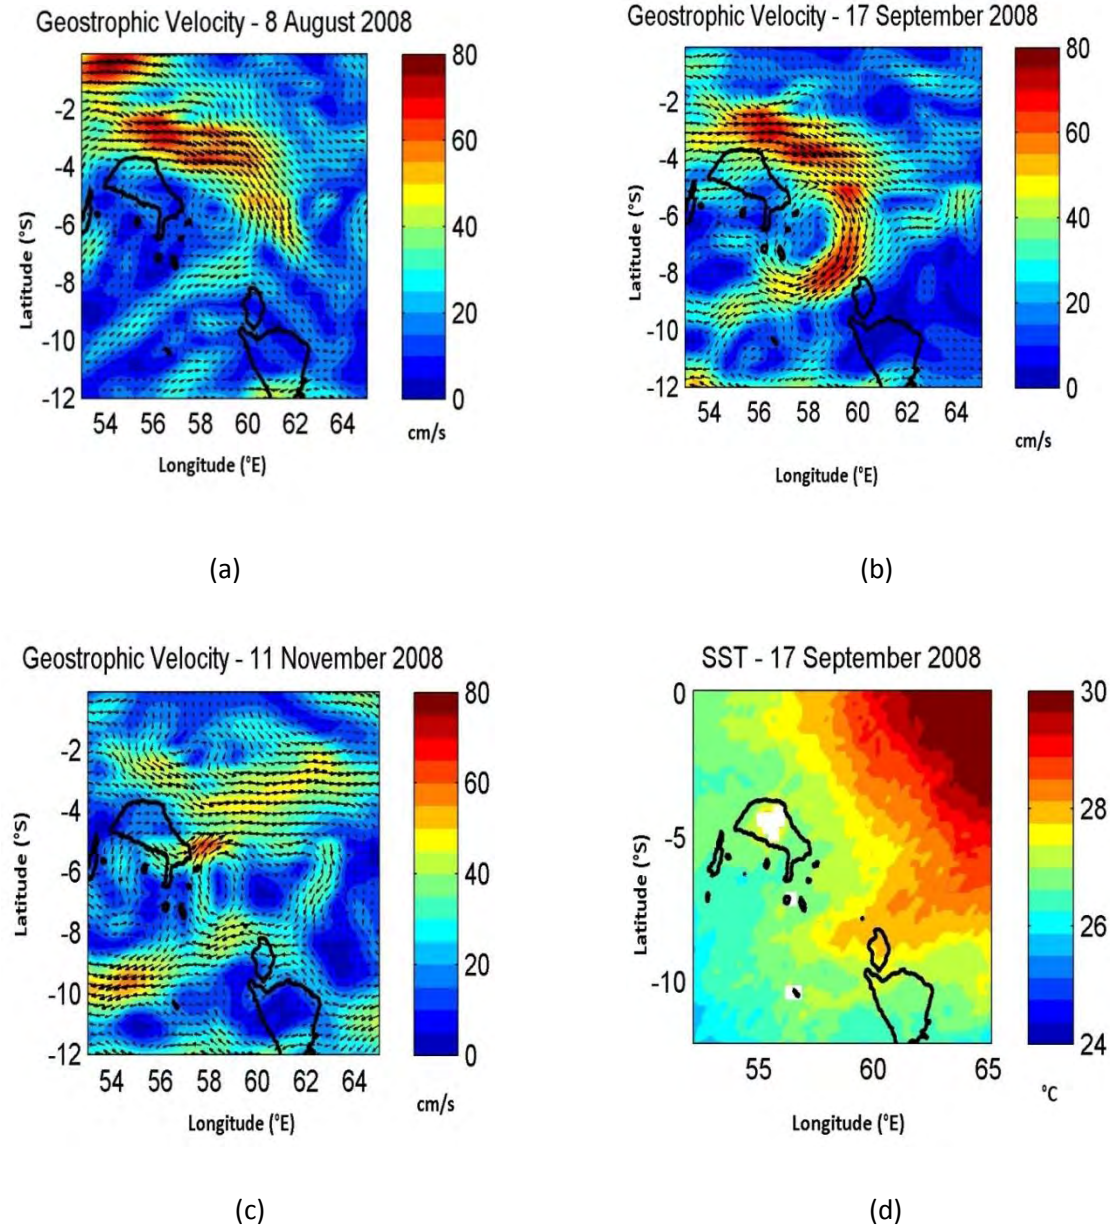 Geostrophic Velocity - 8 August 2008
-2
-4
-6
-8
-10
-12
Latitude (°S)
54 56 58 60 62 64
Longitude (°E)
80
60
40
20
0
cm/s
(a)
Geostrophic Velocity - 17 September 2008
-2
-4
-6
-8
-10
-12
Latitude (°S)
54 56 58 60 62 64
Longitude (°E)
80
60
40
20
0
cm/s
(b)
Geostrophic Velocity - 11 November 2008
-2
-4
-6
-8
-10
-12
Latitude (°S)
54 56 58 60 62 64
Longitude (°E)
80
60
40
20
0
cm/s
(c)
SST - 17 September 2008
0
-5
-10
Latitude (°S)
55 60 65
Longitude (°E)
30
28
26
24
°C
(d)